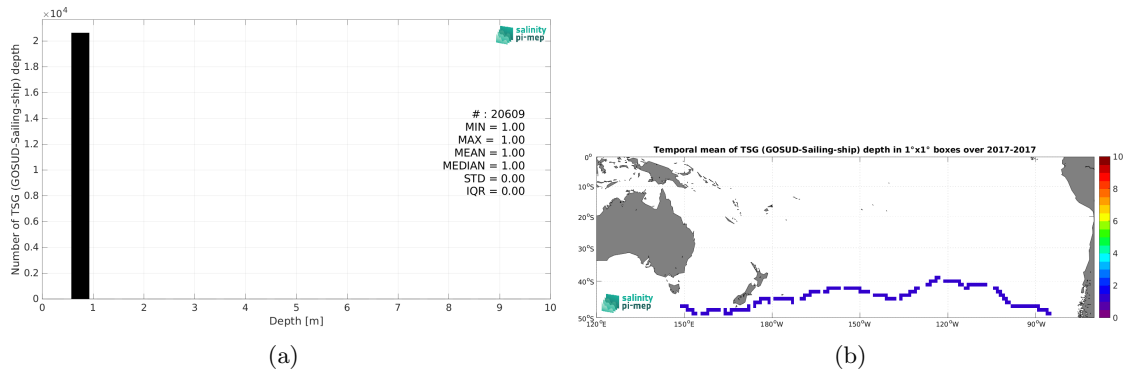 ×10⁴
salinity
pi-mep
2
1.8
1.6
1.4
1.2
1
0.8
0.6
0.4
0.2
0
Number of TSG (GOSUD-Sailing-ship) depth
# : 20609
MIN = 1.00
MAX = 1.00
MEAN = 1.00
MEDIAN = 1.00
STD = 0.00
IQR = 0.00
0 1 2 3 4 5 6 7 8 9 10
Depth [m]
(a)
Temporal mean of TSG (GOSUD-Sailing-ship) depth in 1°x1° boxes over 2017-2017
0°
10°S
20°S
30°S
40°S
50°S
salinity
pi-mep
120°E 150°E 180°W 150°W 120°W 90°W
10
8
6
4
2
0
(b)